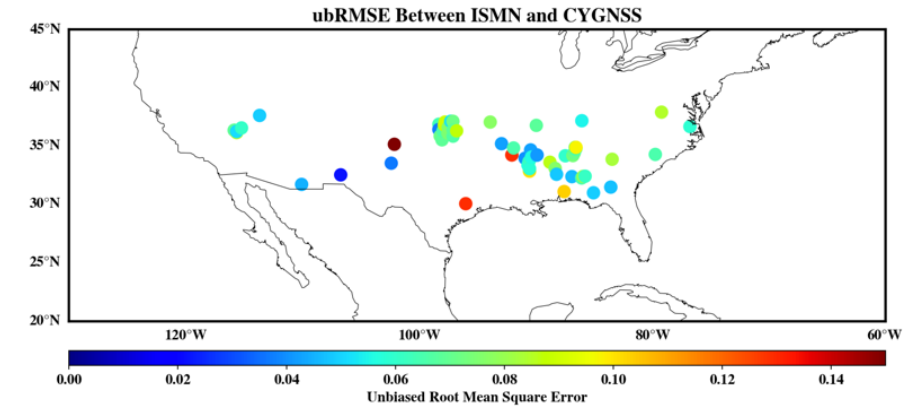 ubRMSE Between ISMN and CYGNSS
45°N
40°N
35°N
30°N
25°N
20°N
120°W 100°W 80°W 60°W
0.00 0.02 0.04 0.06 0.08 0.10 0.12 0.14
Unbiased Root Mean Square Error